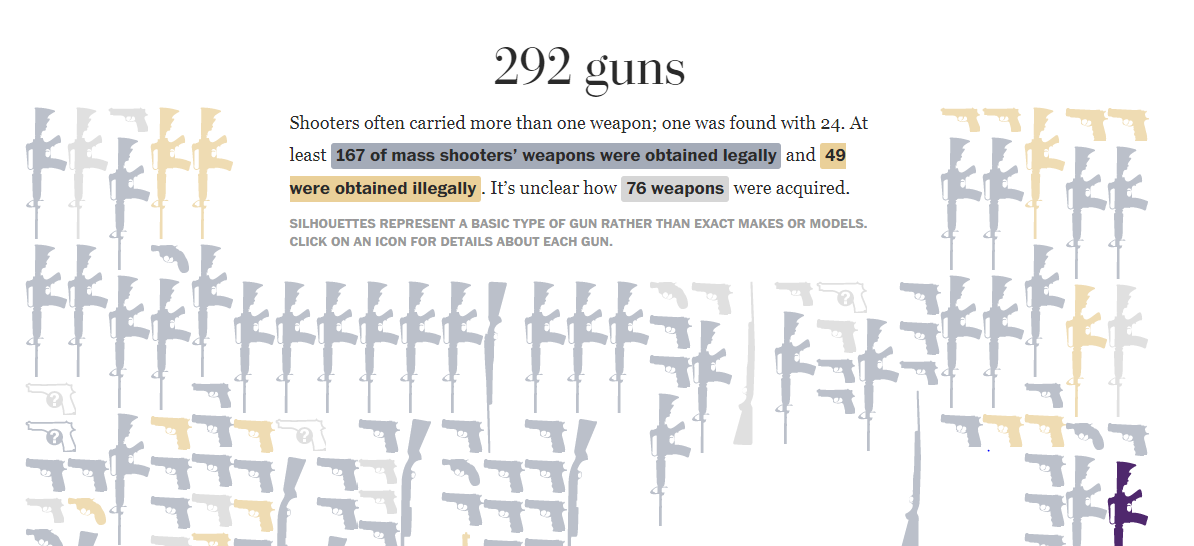 292 guns
Shooters often carried more than one weapon; one was found with 24. At
least 167 of mass shooters’ weapons were obtained legally and 49
were obtained illegally. It’s unclear how 76 weapons were acquired.
SILHOUETTES REPRESENT A BASIC TYPE OF GUN RATHER THAN EXACT MAKES OR MODELS.
CLICK ON AN ICON FOR DETAILS ABOUT EACH GUN.
?
?
?
?